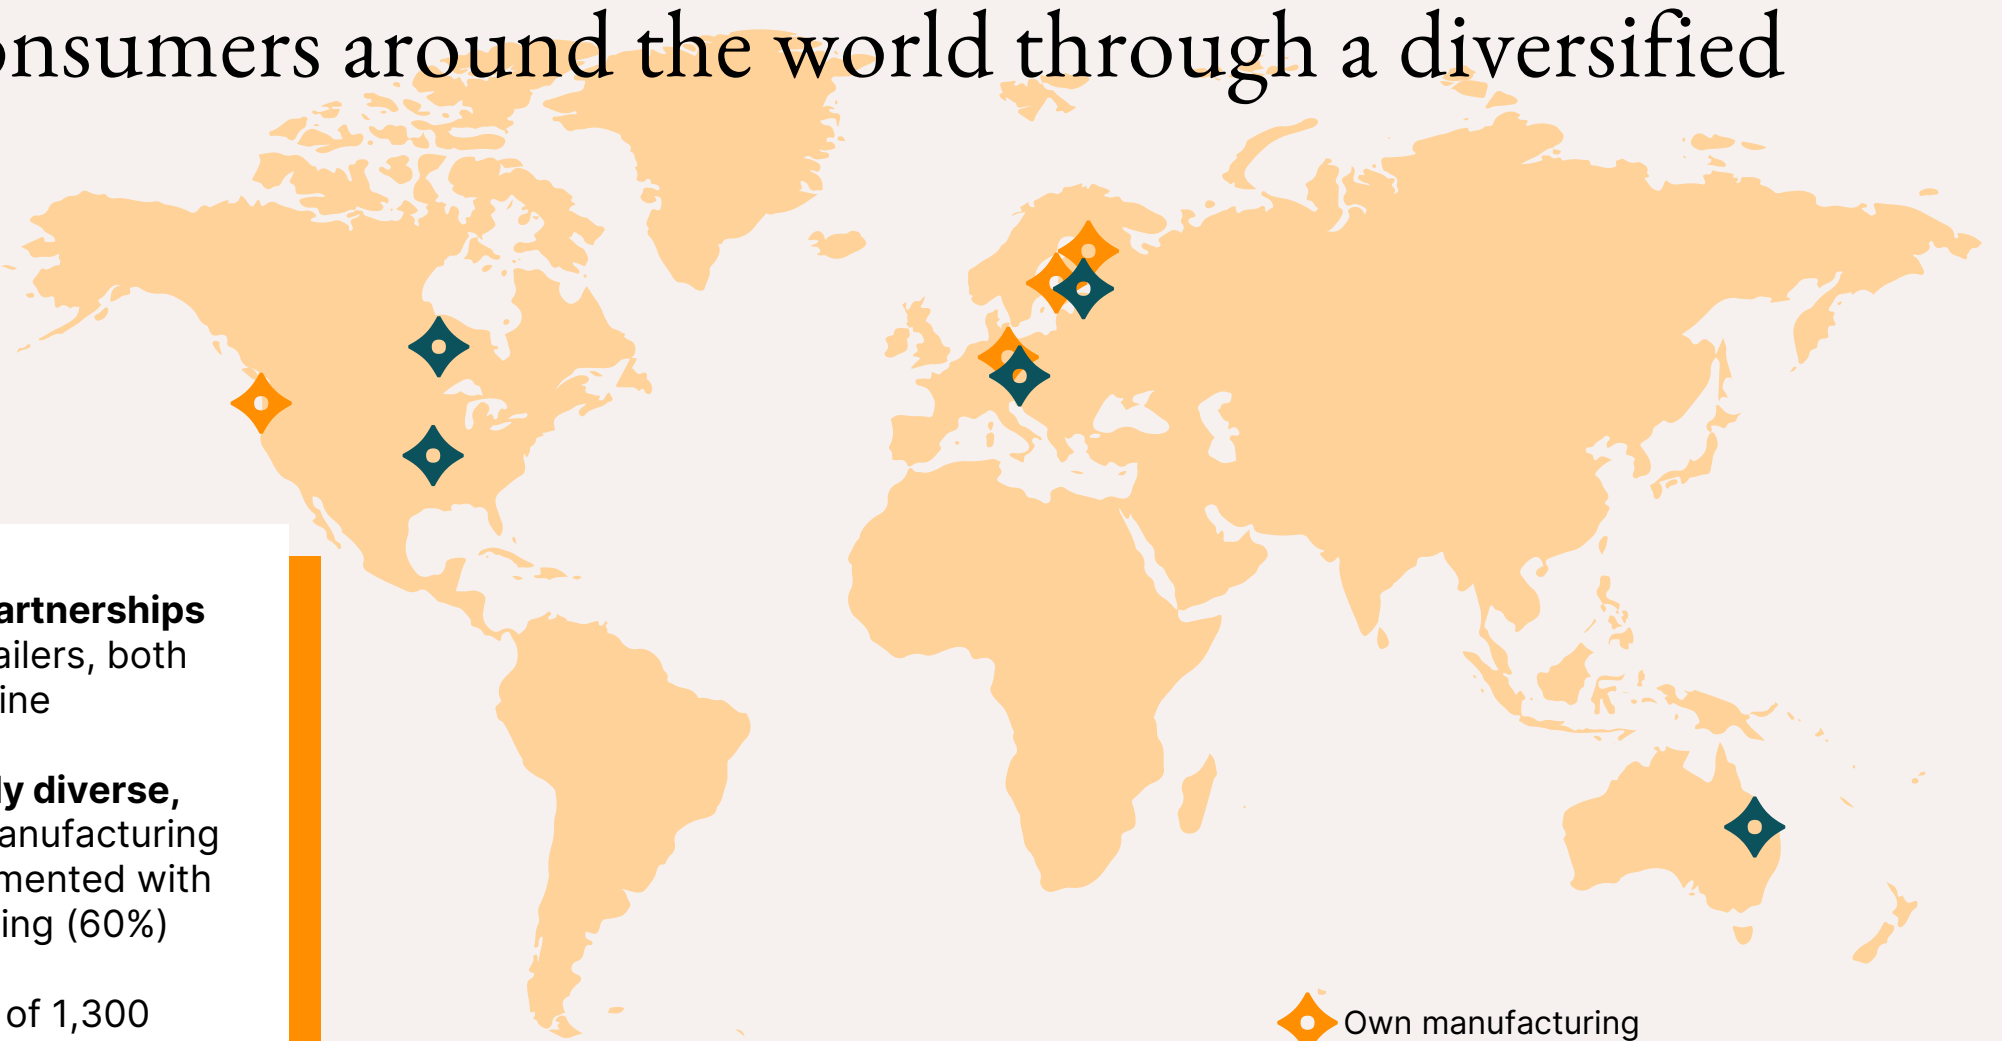 onsumers around the world through a diversified
artnerships
ailers, both
ine
ly diverse,
anufacturing
mented with
ing (60%)
of 1,300
Own manufacturing